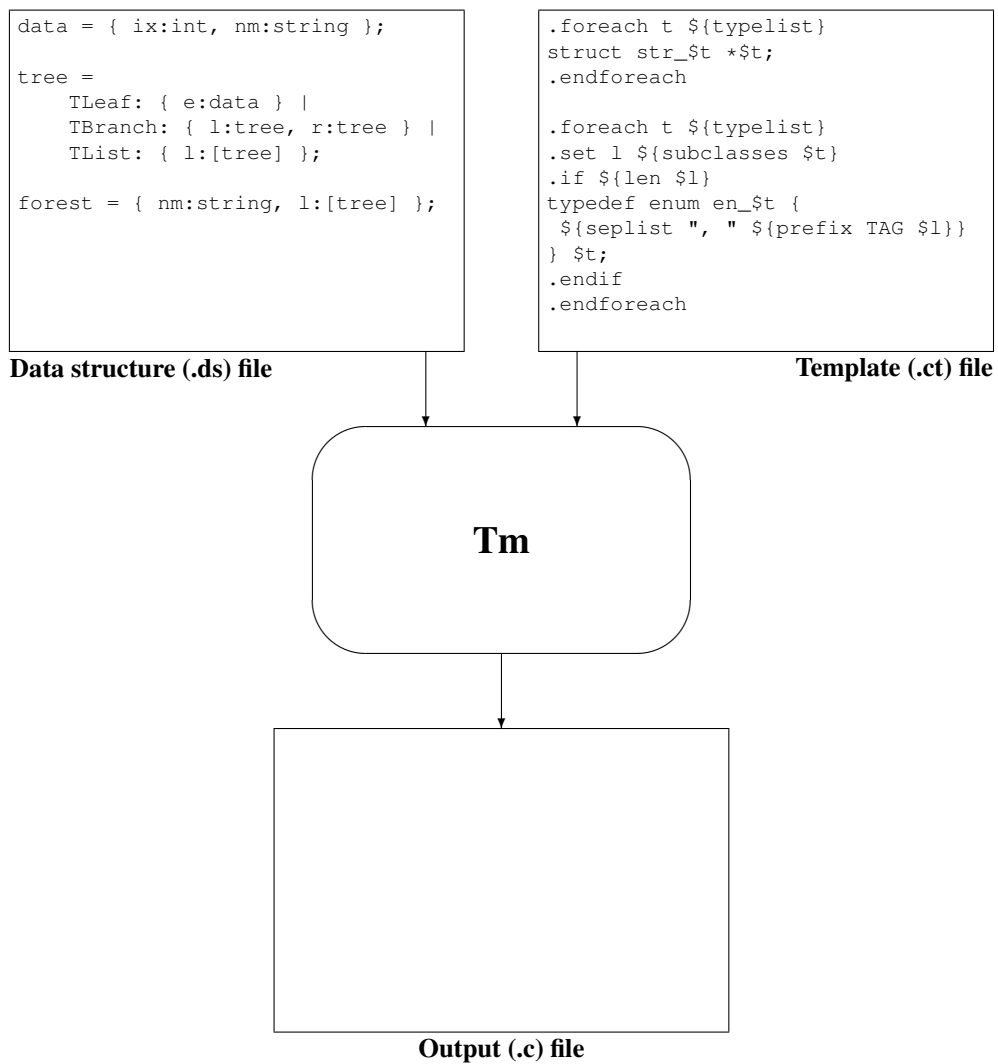 data = { ix:int, nm:string };
tree =
    TLeaf: { e:data } |
    TBranch: { l:tree, r:tree } |
    TList: { l:[tree] };
forest = { nm:string, l:[tree] };
Data structure (.ds) file
.foreach t ${typelist}
struct str_$t *$t;
.endforeach
.foreach t ${typelist}
.set l ${subclasses $t}
.if ${len $l}
typedef enum en_$t {
 ${seplist ", " ${prefix TAG $l}}
} $t;
.endif
.endforeach
Template (.ct) file
Tm
Output (.c) file